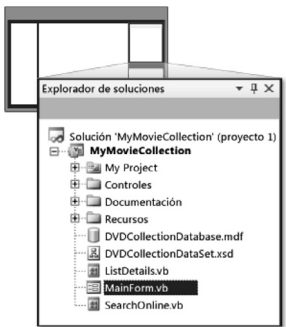 Explorador de soluciones
Solución 'MyMovieCollection' (proyecto 1)
MyMovieCollection
My Project
Controles
Documentación
Recursos
DVDCollectionDatabase.mdf
DVDCollectionDataSet.xsd
ListDetails.vb
MainForm.vb
SearchOnline.vb